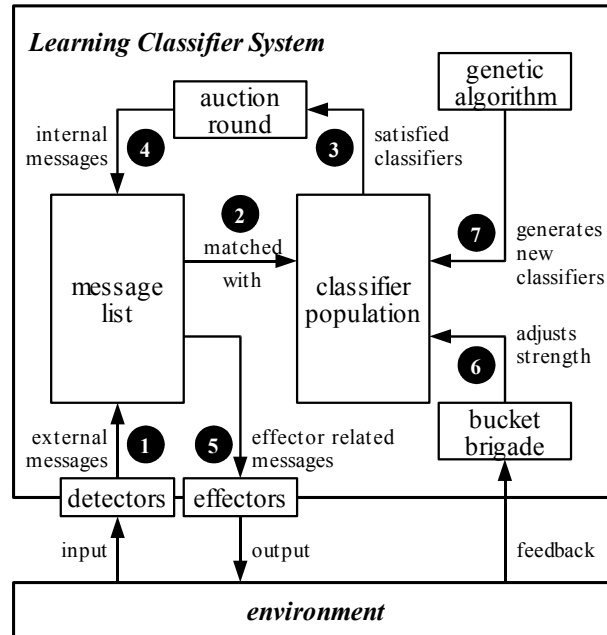 Learning Classifier System
auction
round
genetic
algorithm
internal
messages
4
3
satisfied
classifiers
2
matched
with
7
generates
new
classifiers
message
list
classifier
population
adjusts
strength
6
external
messages
1
5
effector related
messages
bucket
brigade
detectors
effectors
input
output
feedback
environment